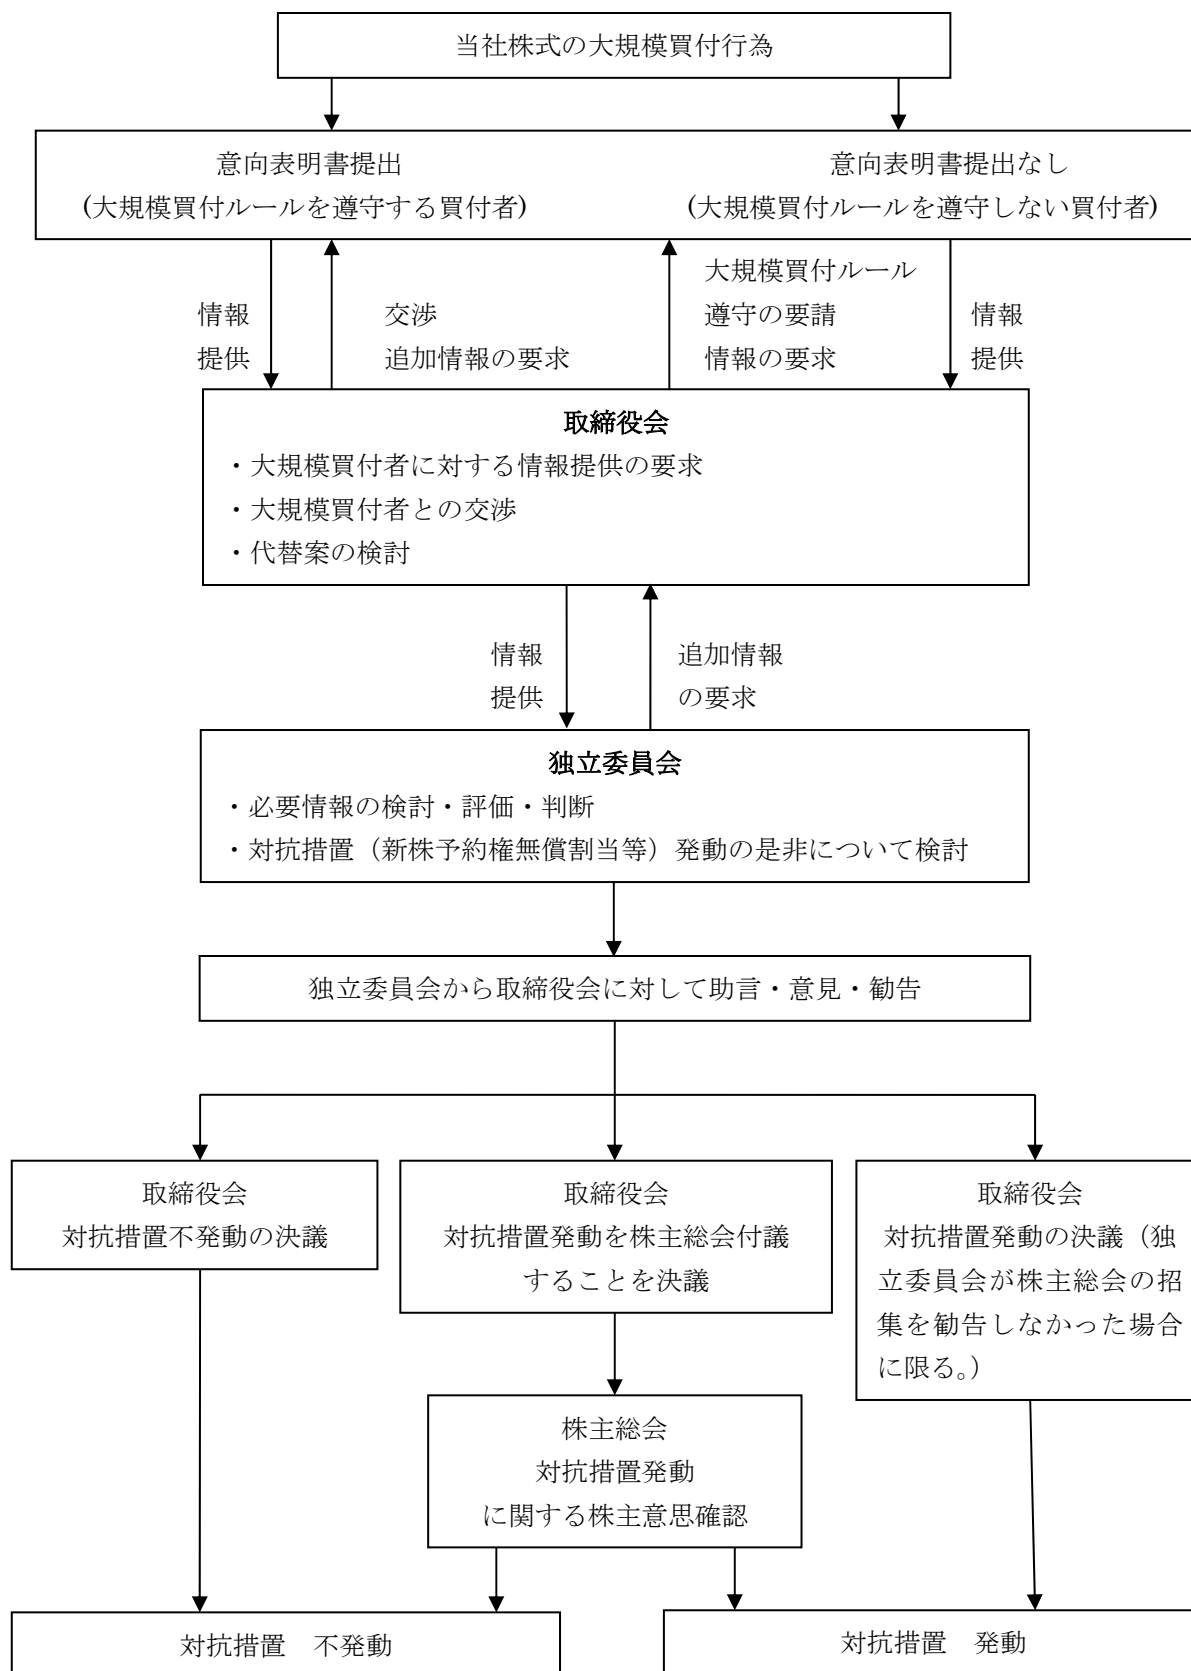 当社株式の大規模買付行為
意向表明書提出
(大規模買付ルールを遵守する買付者)
意向表明書提出なし
(大規模買付ルールを遵守しない買付者)
情報
提供
交渉
追加情報の要求
大規模買付ルール
遵守の要請
情報の要求
情報
提供
取締役会
・大規模買付者に対する情報提供の要求
・大規模買付者との交渉
・代替案の検討
情報
提供
追加情報
の要求
独立委員会
・必要情報の検討・評価・判断
・対抗措置（新株予約権無償割当等）発動の是非について検討
独立委員会から取締役会に対して助言・意見・勧告
取締役会
対抗措置不発動の決議
取締役会
対抗措置発動を株主総会付議
することを決議
取締役会
対抗措置発動の決議（独
立委員会が株主総会の招
集を勧告しなかった場合
に限る。）
株主総会
対抗措置発動
に関する株主意思確認
対抗措置　不発動
対抗措置　発動